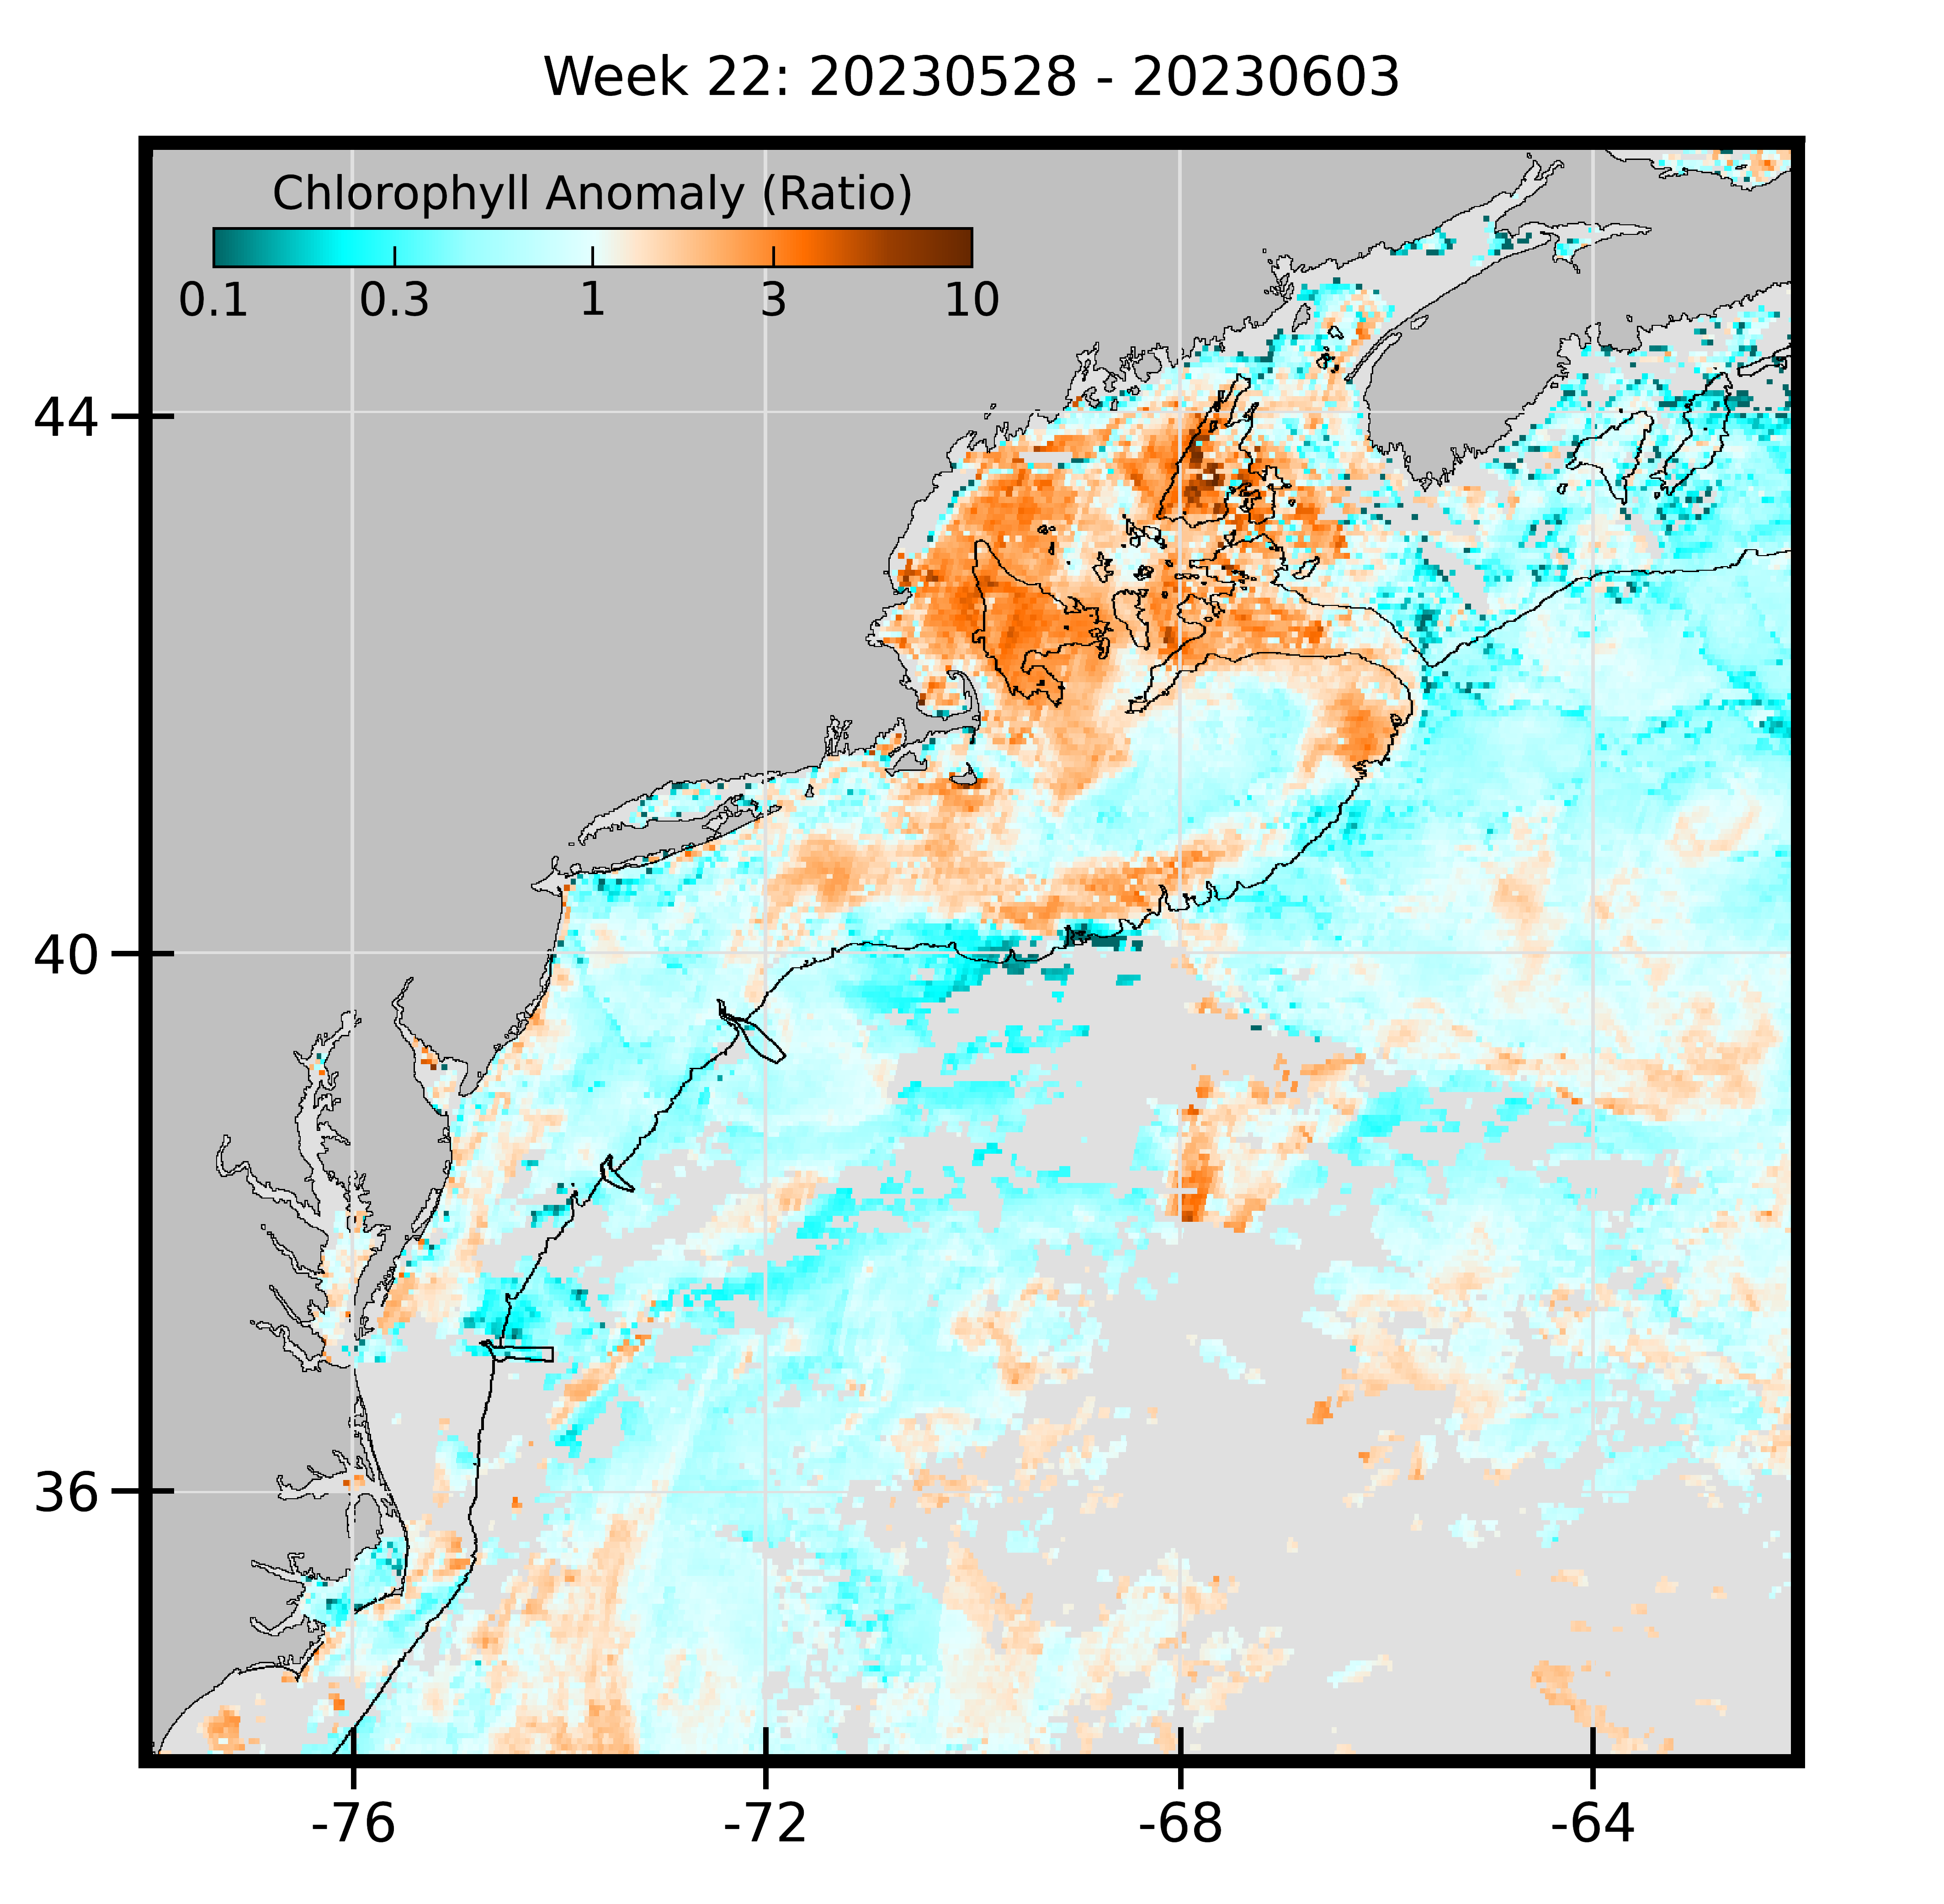 Week 22: 20230528 - 20230603
Chlorophyll Anomaly (Ratio)
0.1 0.3 1 3 10
44
40
36
-76 -72 -68 -64